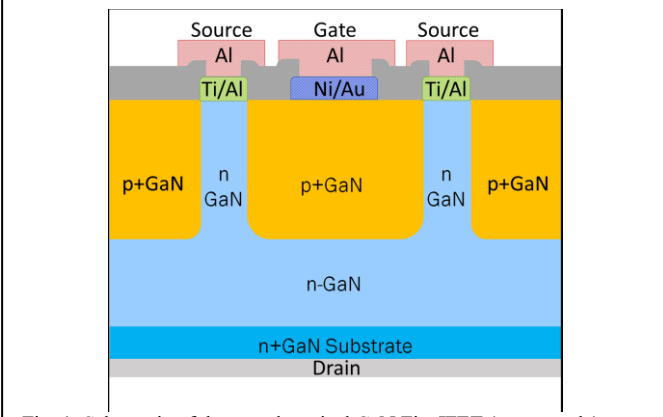 Source Gate Source
Al Al Al
Ti/Al Ni/Au Ti/Al
p+GaN n GaN p+GaN n GaN p+GaN
n-GaN
n+GaN Substrate
Drain